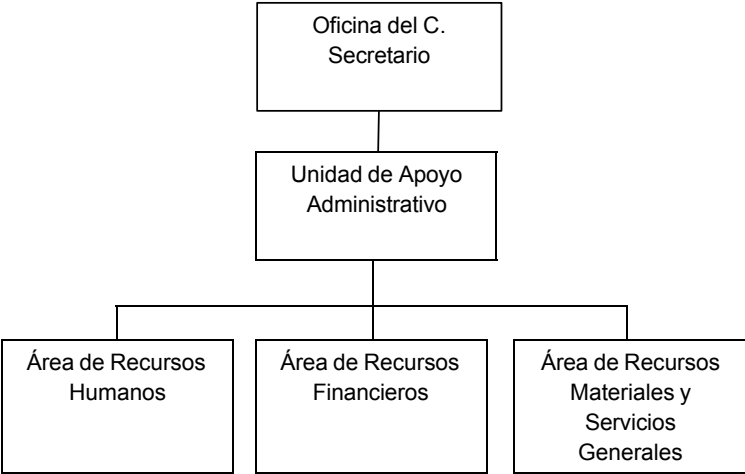 Oficina del C.
Secretario
Unidad de Apoyo
Administrativo
Área de Recursos
Humanos
Área de Recursos
Financieros
Área de Recursos
Materiales y
Servicios
Generales